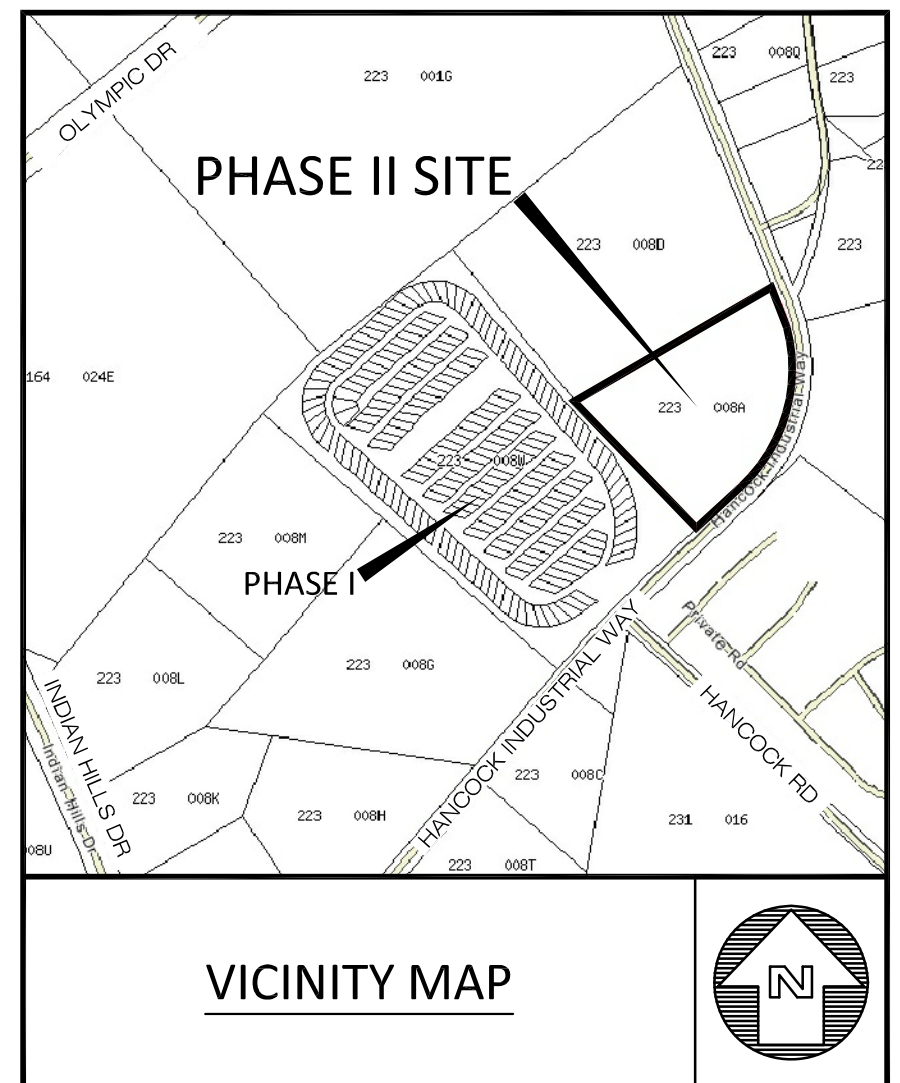 OLYMPIC DR
223 001G
223 008Q
223
PHASE II SITE
22
223 008D
223
164 024E
223 008A
Hancock Industrial Way
223 008W
223 008M
PHASE I
Private Rd
223 008L
223 008G
INDIAN HILLS DR
Indian Hills Dr
HANCOCK INDUSTRIAL WAY
HANCOCK RD
223 008K
223 008H
223 008C
231 016
08U
223 008T
VICINITY MAP
N